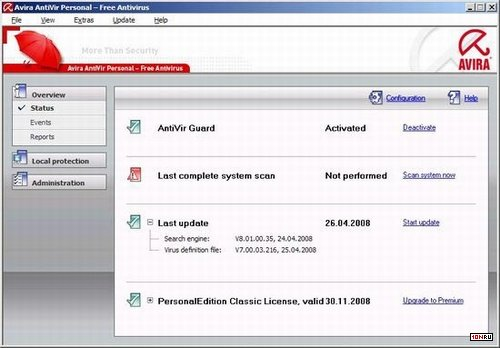 Avira AntiVir Personal – Free Antivirus
File View Extras Update Help
More Than Security
AVIRA
Avira AntiVir Personal – Free Antivirus
Overview
Status
Events
Reports
Local protection
Administration
Configuration Help
AntiVir Guard Activated Deactivate
Last complete system scan Not performed Scan system now
Last update 26.04.2008 Start update
Search engine: V8.01.00.35, 24.04.2008
Virus definition file: V7.00.03.216, 25.04.2008
PersonalEdition Classic License, valid 30.11.2008 Upgrade to Premium
1ON.RU